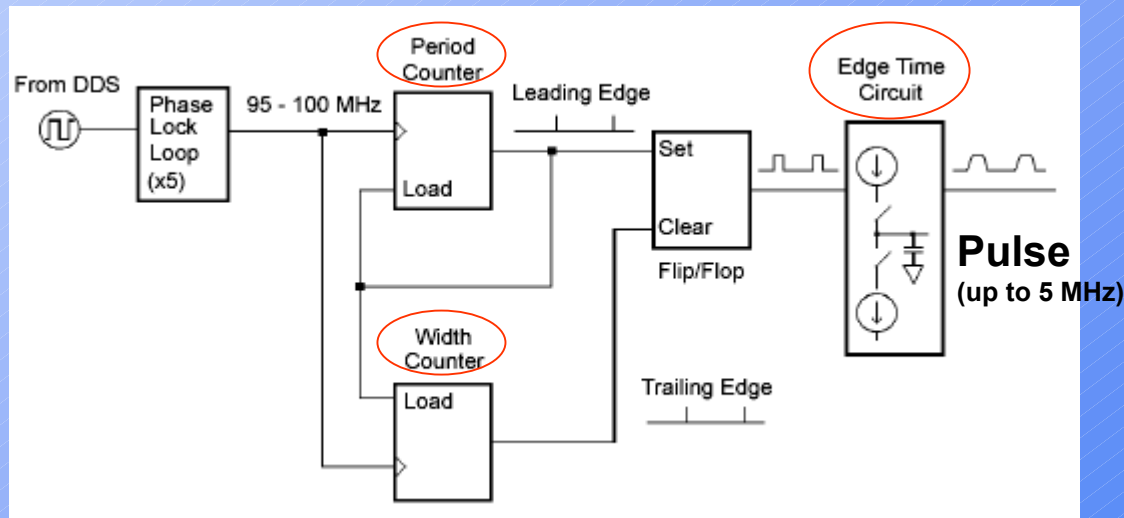 From DDS
Phase
Lock
Loop
(x5)
95 - 100 MHz
Period
Counter
Load
Leading Edge
Set
Clear
Flip/Flop
Edge Time
Circuit
Pulse
(up to 5 MHz)
Width
Counter
Load
Trailing Edge